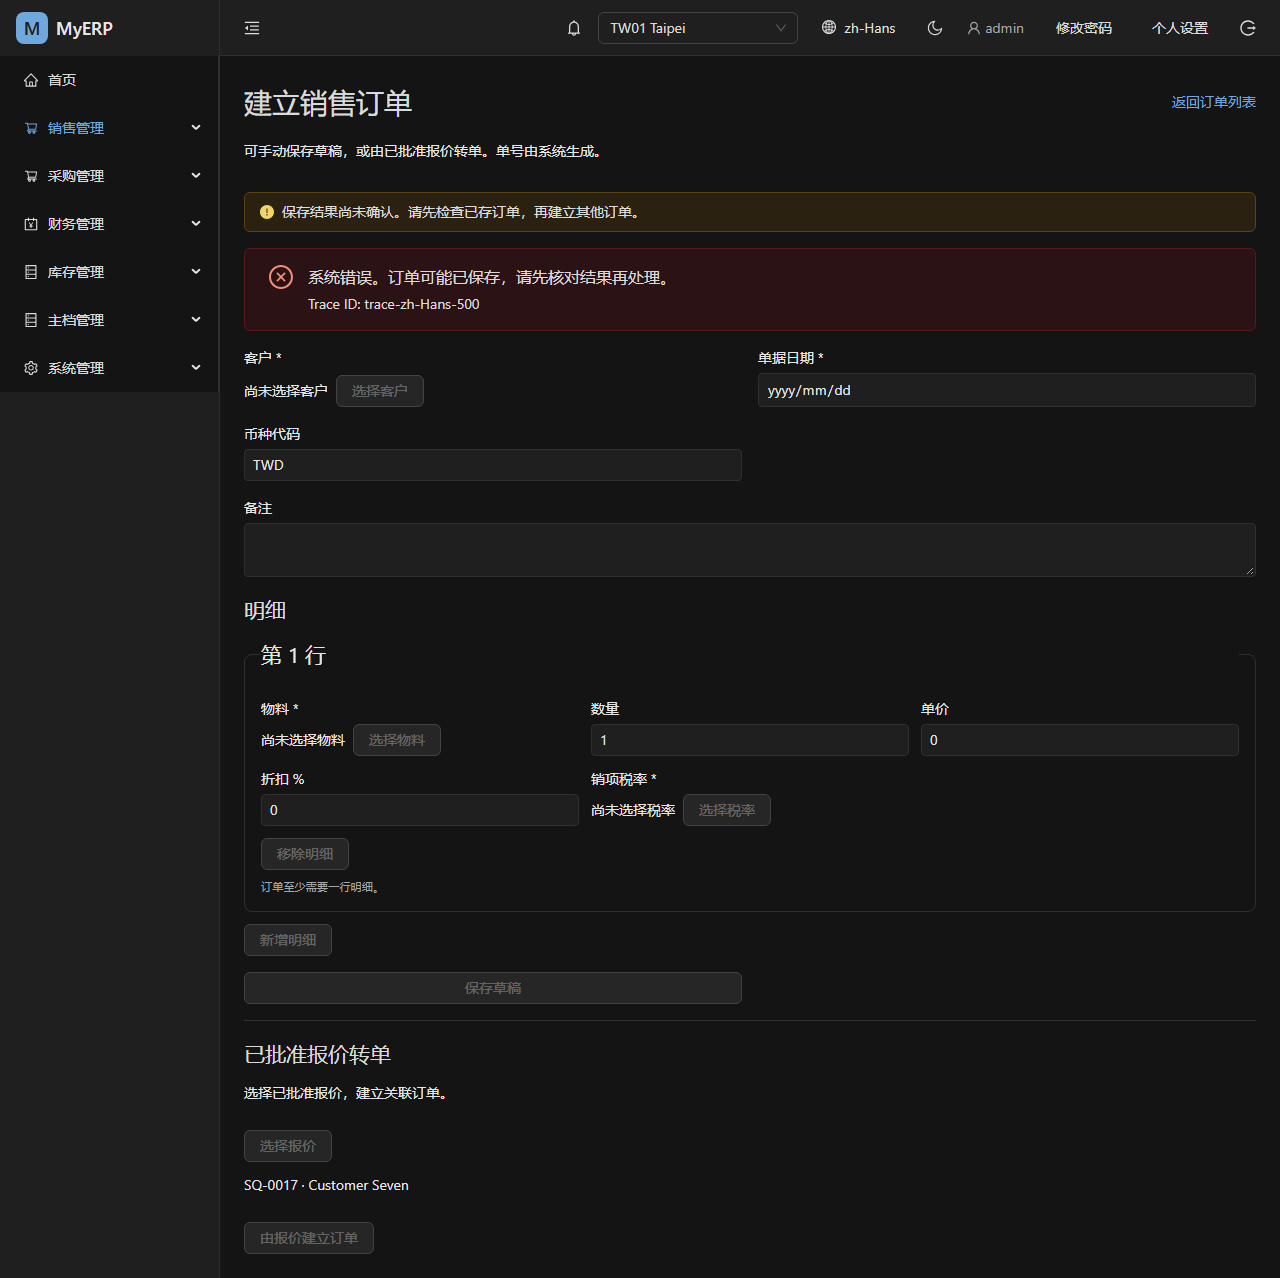 M MyERP
TW01 Taipei
zh-Hans
admin
修改密码
个人设置
首页
销售管理
采购管理
财务管理
库存管理
主档管理
系统管理
建立销售订单
返回订单列表
可手动保存草稿，或由已批准报价转单。单号由系统生成。
保存结果尚未确认。请先检查已存订单，再建立其他订单。
系统错误。订单可能已保存，请先核对结果再处理。
Trace ID: trace-zh-Hans-500
客户 *
单据日期 *
尚未选择客户 选择客户
yyyy/mm/dd
币种代码
TWD
备注
明细
第 1 行
物料 *
数量
单价
尚未选择物料 选择物料
1
0
折扣 %
销项税率 *
0
尚未选择税率 选择税率
移除明细
订单至少需要一行明细。
新增明细
保存草稿
已批准报价转单
选择已批准报价，建立关联订单。
选择报价
SQ-0017 · Customer Seven
由报价建立订单